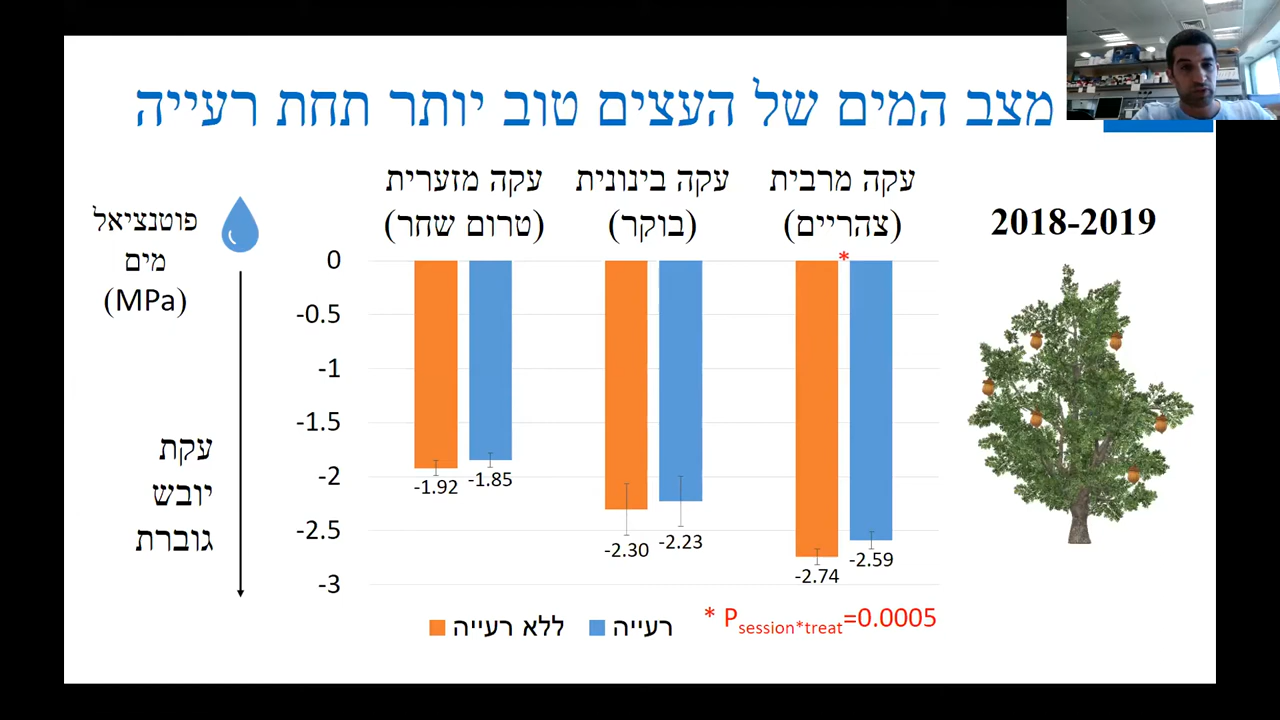 מצב המים של העצים טוב יותר תחת רעייה
2018-2019
עקה מרבית
(צהריים)
עקה בינונית
(בוקר)
עקה מזערית
(טרום שחר)
פוטנציאל
מים
(MPa)
עקת
יובש
גוברת
0
-0.5
-1
-1.5
-2
-2.5
-3
*
-1.92
-1.85
-2.30
-2.23
-2.74
-2.59
ללא רעייה
רעייה
* Psession*treat=0.0005